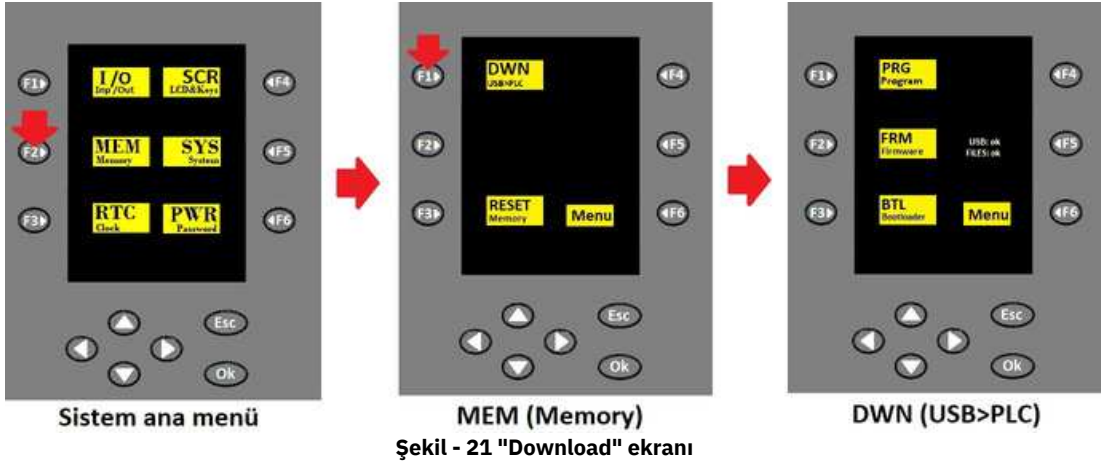 F1
I/O
Inp/Out
SCR
LCD&Keys
F4
F2
MEM
Memory
SYS
System
F5
F3
RTC
Clock
PWR
Password
F6
Esc
Ok
Sistem ana menü
F1
DWN
USB>PLC
F4
F2
F5
F3
RESET
Memory
Menu
F6
Esc
Ok
MEM (Memory)
F1
PRG
Program
F4
F2
FRM
Firmware
USB: ok
FILES: ok
F5
F3
BTL
Bootloader
Menu
F6
Esc
Ok
DWN (USB>PLC)
Şekil - 21 "Download" ekranı